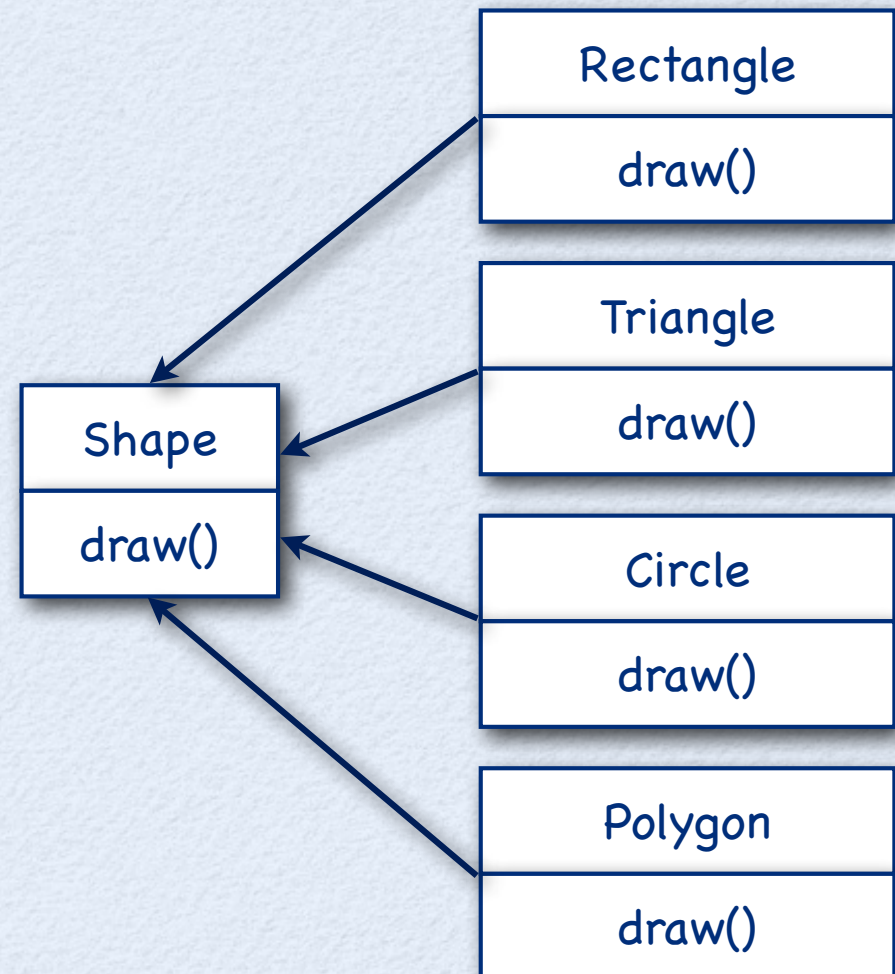 Rectangle
draw()
Triangle
draw()
Shape
draw()
Circle
draw()
Polygon
draw()